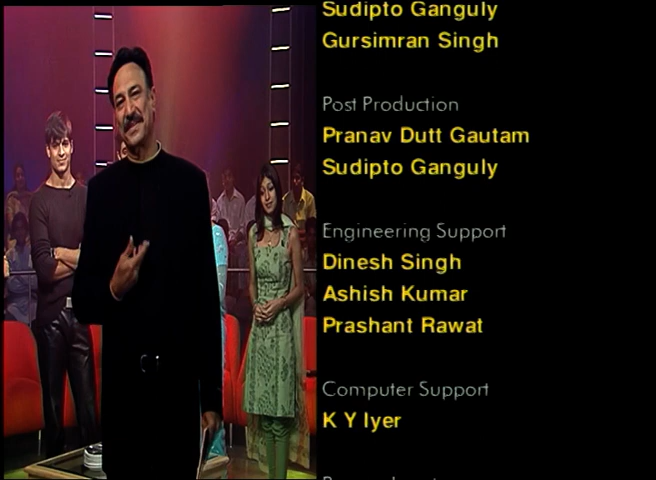 Sudipto Ganguly
Gursimran Singh
Post Production
Pranav Dutt Gautam
Sudipto Ganguly
Engineering Support
Dinesh Singh
Ashish Kumar
Prashant Rawat
Computer Support
K Y Iyer